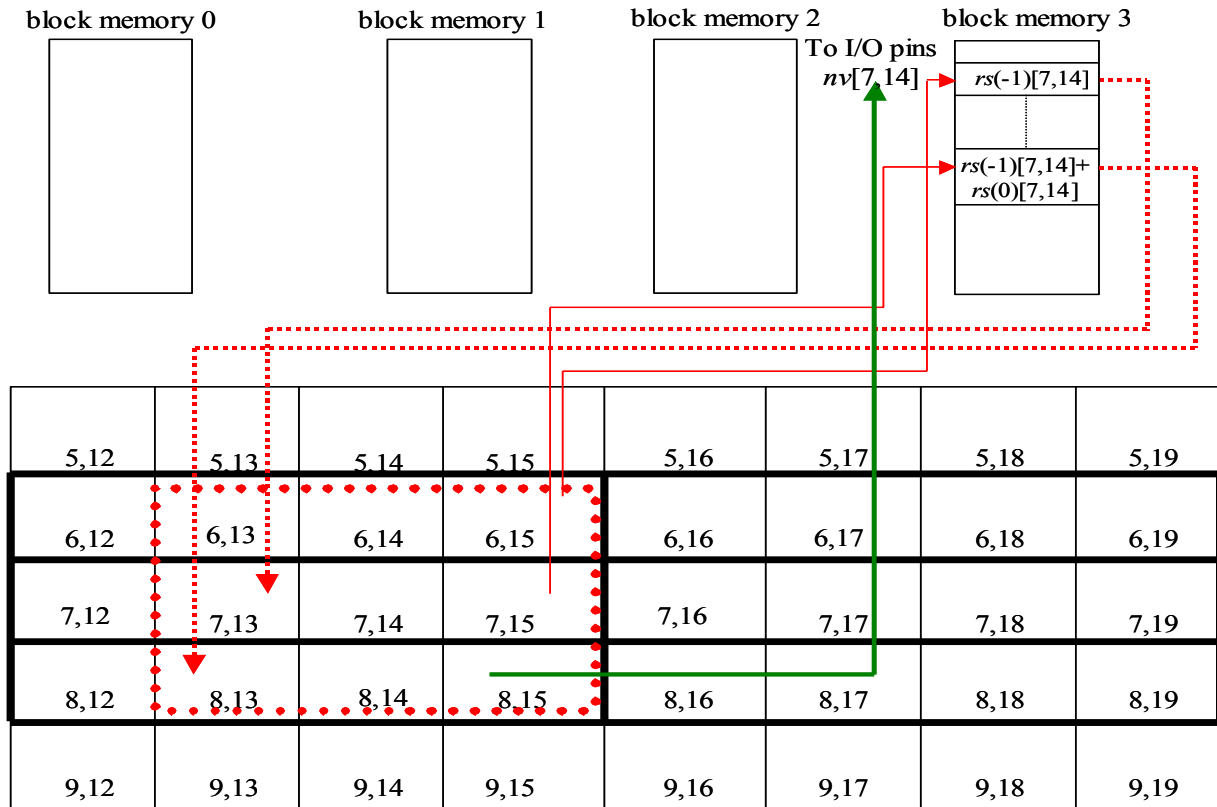 block memory 0
block memory 1
block memory 2
block memory 3
To I/O pins
nv[7,14]
rs(-1)[7,14]
rs(-1)[7,14]+
rs(0)[7,14]
5,12 5,13 5,14 5,15 5,16 5,17 5,18 5,19
6,12 6,13 6,14 6,15 6,16 6,17 6,18 6,19
7,12 7,13 7,14 7,15 7,16 7,17 7,18 7,19
8,12 8,13 8,14 8,15 8,16 8,17 8,18 8,19
9,12 9,13 9,14 9,15 9,16 9,17 9,18 9,19